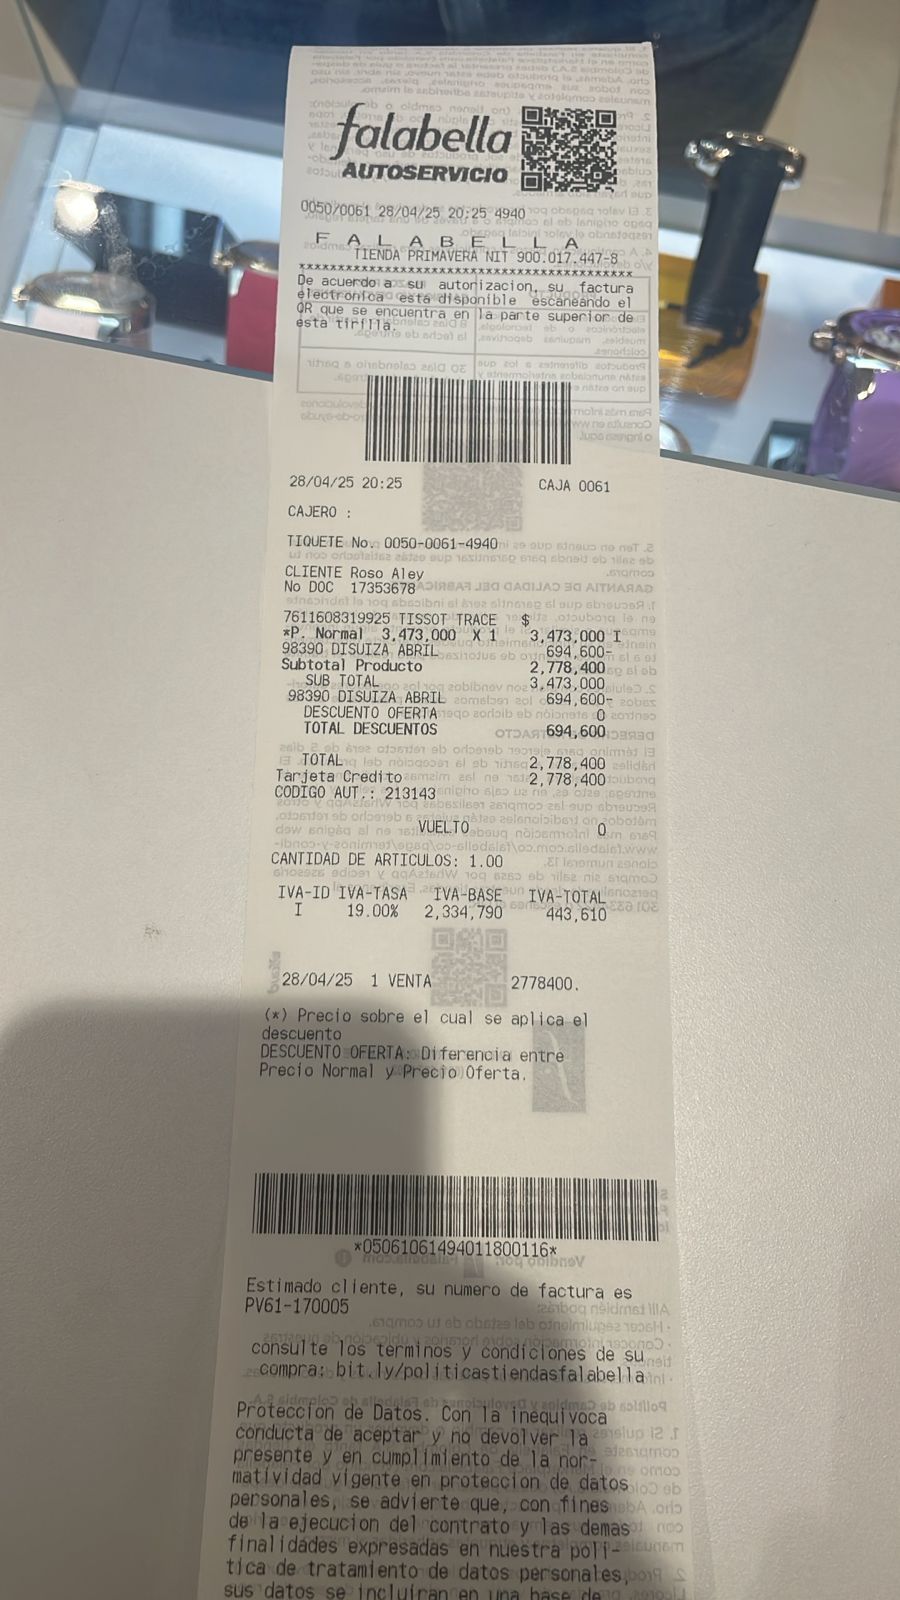 falabella
AUTOSERVICIO
0050/0061 28/04/25 20:25 4940
F A L A B E L L A
TIENDA PRIMAVERA NIT 900.017.447-8
De acuerdo a su autorizacion, su factura
electronica esta disponible escaneando el
QR que se encuentra en la parte superior de
esta tirilla.
28/04/25 20:25 CAJA 0061
CAJERO :
TIQUETE No. 0050-0061-4940
CLIENTE Roso Aley
No DOC 17353678
7611608319925 TISSOT TRACE $
*P. Normal 3,473,000 X 1 3,473,000 I
98390 DISUIZA ABRIL 694,600-
Subtotal Producto 2,778,400
SUB TOTAL 3,473,000
98390 DISUIZA ABRIL 694,600-
DESCUENTO OFERTA 0
TOTAL DESCUENTOS 694,600
TOTAL 2,778,400
Tarjeta Credito 2,778,400
CODIGO AUT.: 213143
VUELTO 0
CANTIDAD DE ARTICULOS: 1.00
IVA-ID IVA-TASA IVA-BASE IVA-TOTAL
I 19.00% 2,334,790 443,610
28/04/25 1 VENTA 2778400.
(*) Precio sobre el cual se aplica el
descuento
DESCUENTO OFERTA: Diferencia entre
Precio Normal y Precio Oferta.
*05061061494011800116*
Estimado cliente, su numero de factura es
PV61-170005
consulte los terminos y condiciones de su
compra: bit.ly/politicastiendasfalabella
Proteccion de Datos. Con la inequivoca
conducta de aceptar y no devolver la
presente y en cumplimiento de la nor-
matividad vigente en proteccion de datos
personales, se advierte que, con fines
de la ejecucion del contrato y las demas
finalidades expresadas en nuestra poli-
tica de tratamiento de datos personales,
sus datos se incluiran en una base de